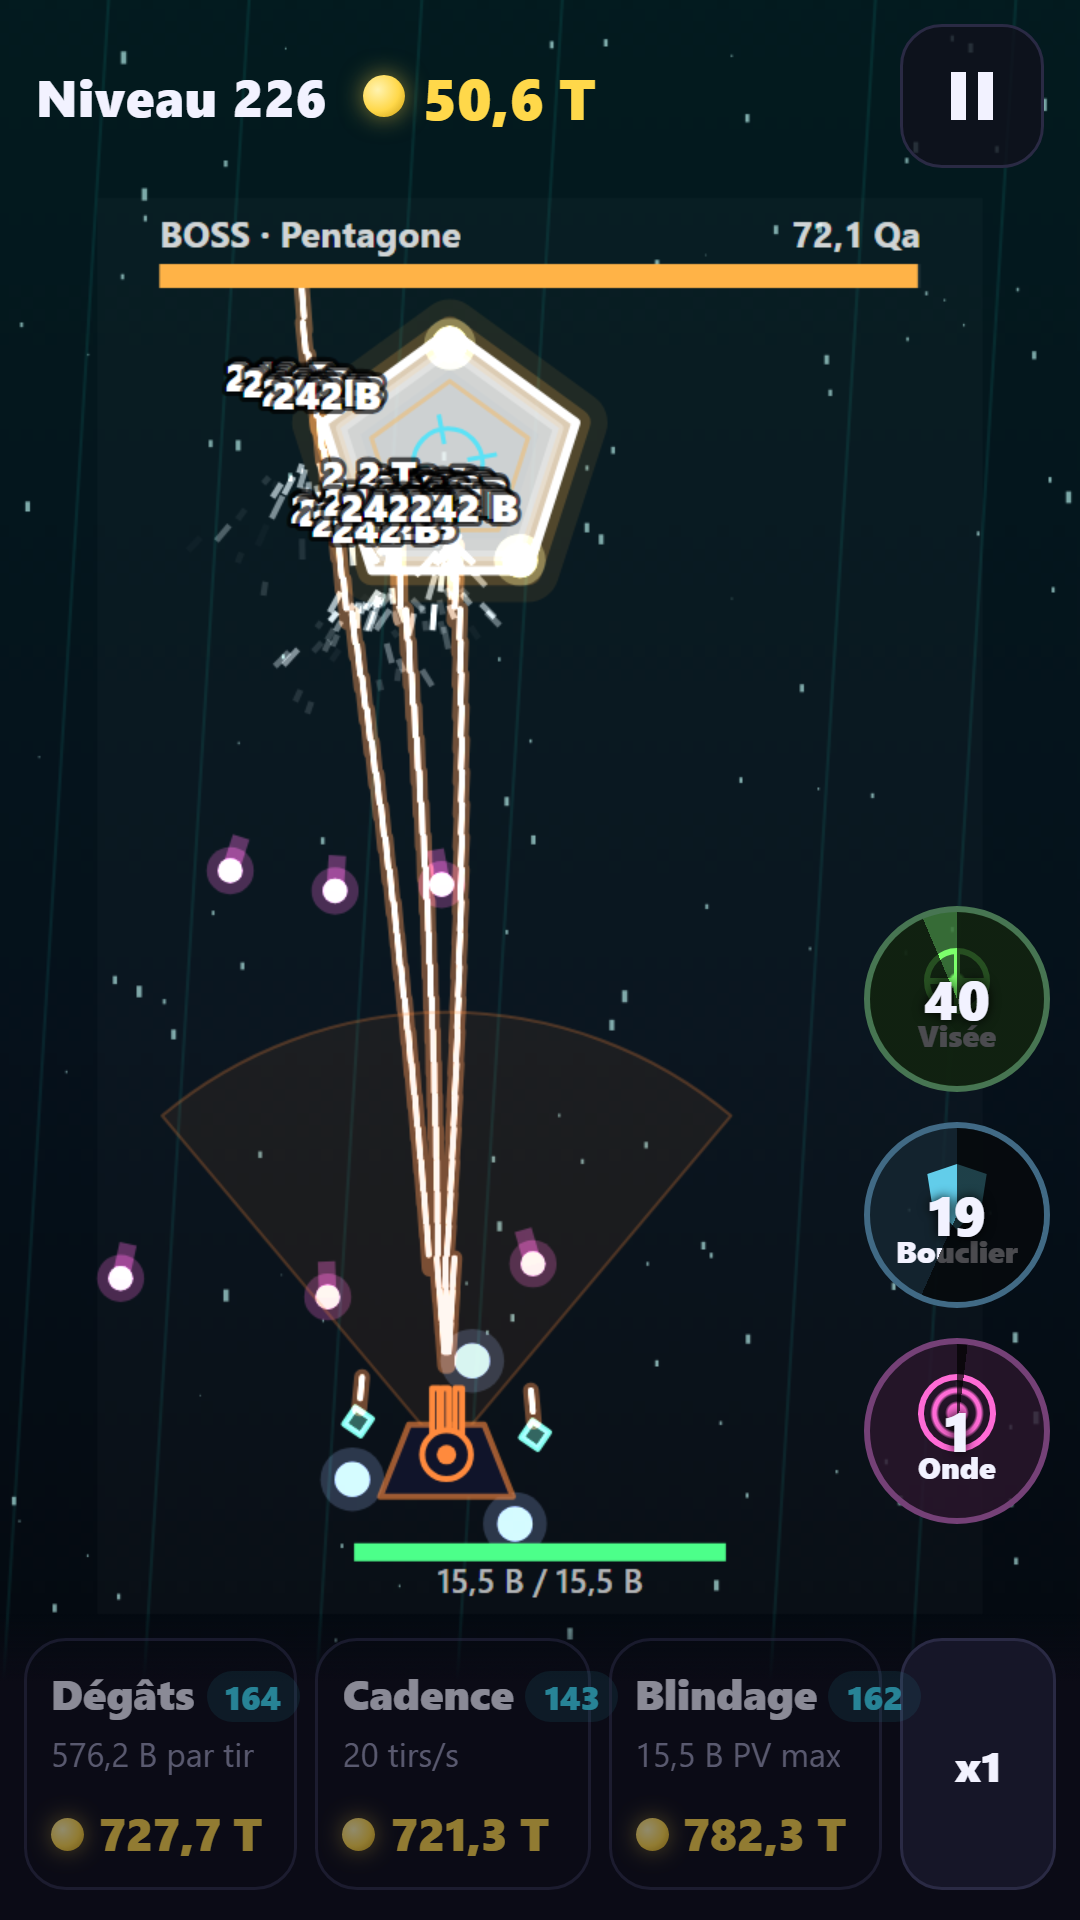 Niveau 226 50,6 T
BOSS · Pentagone 72,1 Qa
242 B
242 B
242 B
40
Visée
19
Bouclier
1
Onde
15,5 B / 15,5 B
Dégâts 164
576,2 B par tir
727,7 T
Cadence 143
20 tirs/s
721,3 T
Blindage 162
15,5 B PV max
782,3 T
x1